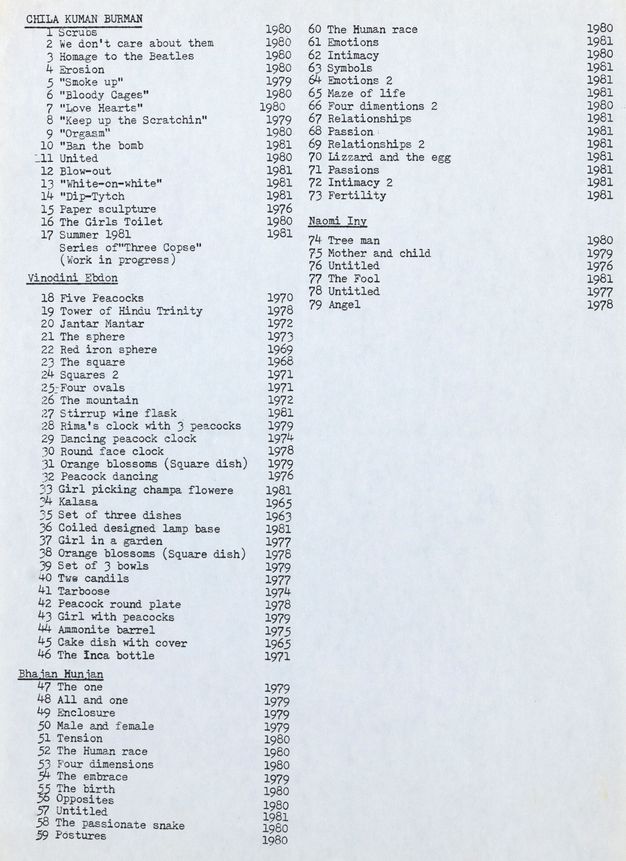 CHILA KUMAN BURMAN
1 Scrubs 1980
2 We don't care about them 1980
3 Homage to the Beatles 1980
4 Erosion 1980
5 "Smoke up" 1979
6 "Bloody Cages" 1980
7 "Love Hearts" 1980
8 "Keep up the Scratchin" 1979
9 "Orgasm" 1980
10 "Ban the bomb 1981
11 United 1980
12 Blow-out 1981
13 "White-on-white" 1981
14 "Dip-Tytch 1981
15 Paper sculpture 1976
16 The Girls Toilet 1980
17 Summer 1981 1981
Series of"Three Copse"
(Work in progress)
Vinodini Ebdon
18 Five Peacocks 1970
19 Tower of Hindu Trinity 1978
20 Jantar Mantar 1972
21 The sphere 1973
22 Red iron sphere 1969
23 The square 1968
24 Squares 2 1971
25-Four ovals 1971
26 The mountain 1972
27 Stirrup wine flask 1981
28 Rima's clock with 3 peacocks 1979
29 Dancing peacock clock 1974
30 Round face clock 1978
31 Orange blossoms (Square dish) 1979
32 Peacock dancing 1976
33 Girl picking champa flowere 1981
34 Kalasa 1965
35 Set of three dishes 1963
36 Coiled designed lamp base 1981
37 Girl in a garden 1977
38 Orange blossoms (Square dish) 1978
39 Set of 3 bowls 1979
40 Two candils 1977
41 Tarboose 1974
42 Peacock round plate 1978
43 Girl with peacocks 1979
44 Ammonite barrel 1975
45 Cake dish with cover 1965
46 The Inca bottle 1971
Bhajan Hunjan
47 The one 1979
48 All and one 1979
49 Enclosure 1979
50 Male and female 1979
51 Tension 1980
52 The Human race 1980
53 Four dimensions 1980
54 The embrace 1979
55 The birth 1980
56 Opposites 1980
57 Untitled 1981
58 The passionate snake 1980
59 Postures 1980
60 The Human race 1980
61 Emotions 1981
62 Intimacy 1980
63 Symbols 1981
64 Emotions 2 1981
65 Maze of life 1981
66 Four dimentions 2 1980
67 Relationships 1981
68 Passion 1981
69 Relationships 2 1981
70 Lizzard and the egg 1981
71 Passions 1981
72 Intimacy 2 1981
73 Fertility 1981
Naomi Iny
74 Tree man 1980
75 Mother and child 1979
76 Untitled 1976
77 The Fool 1981
78 Untitled 1977
79 Angel 1978